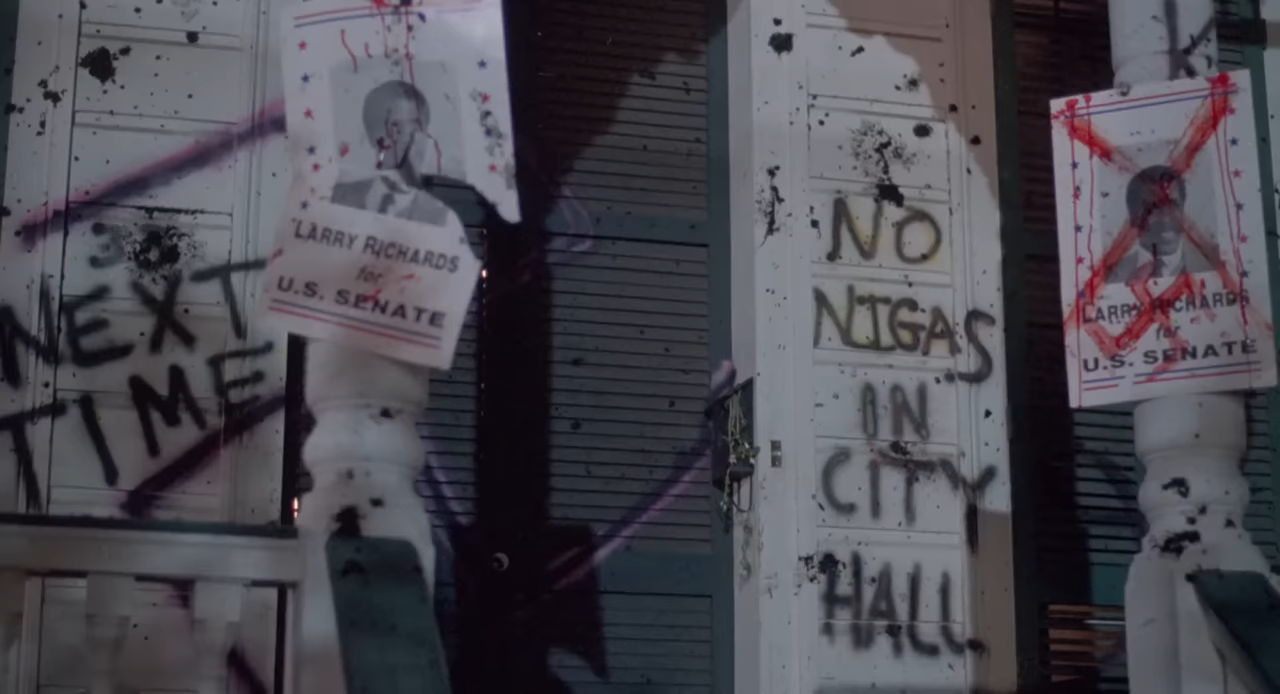 NEXT
TIME
LARRY RICHARDS
for
U.S. SENATE
NO
NIGAS
IN
CITY
HALL
LARRY RICHARDS
for
U.S. SENATE